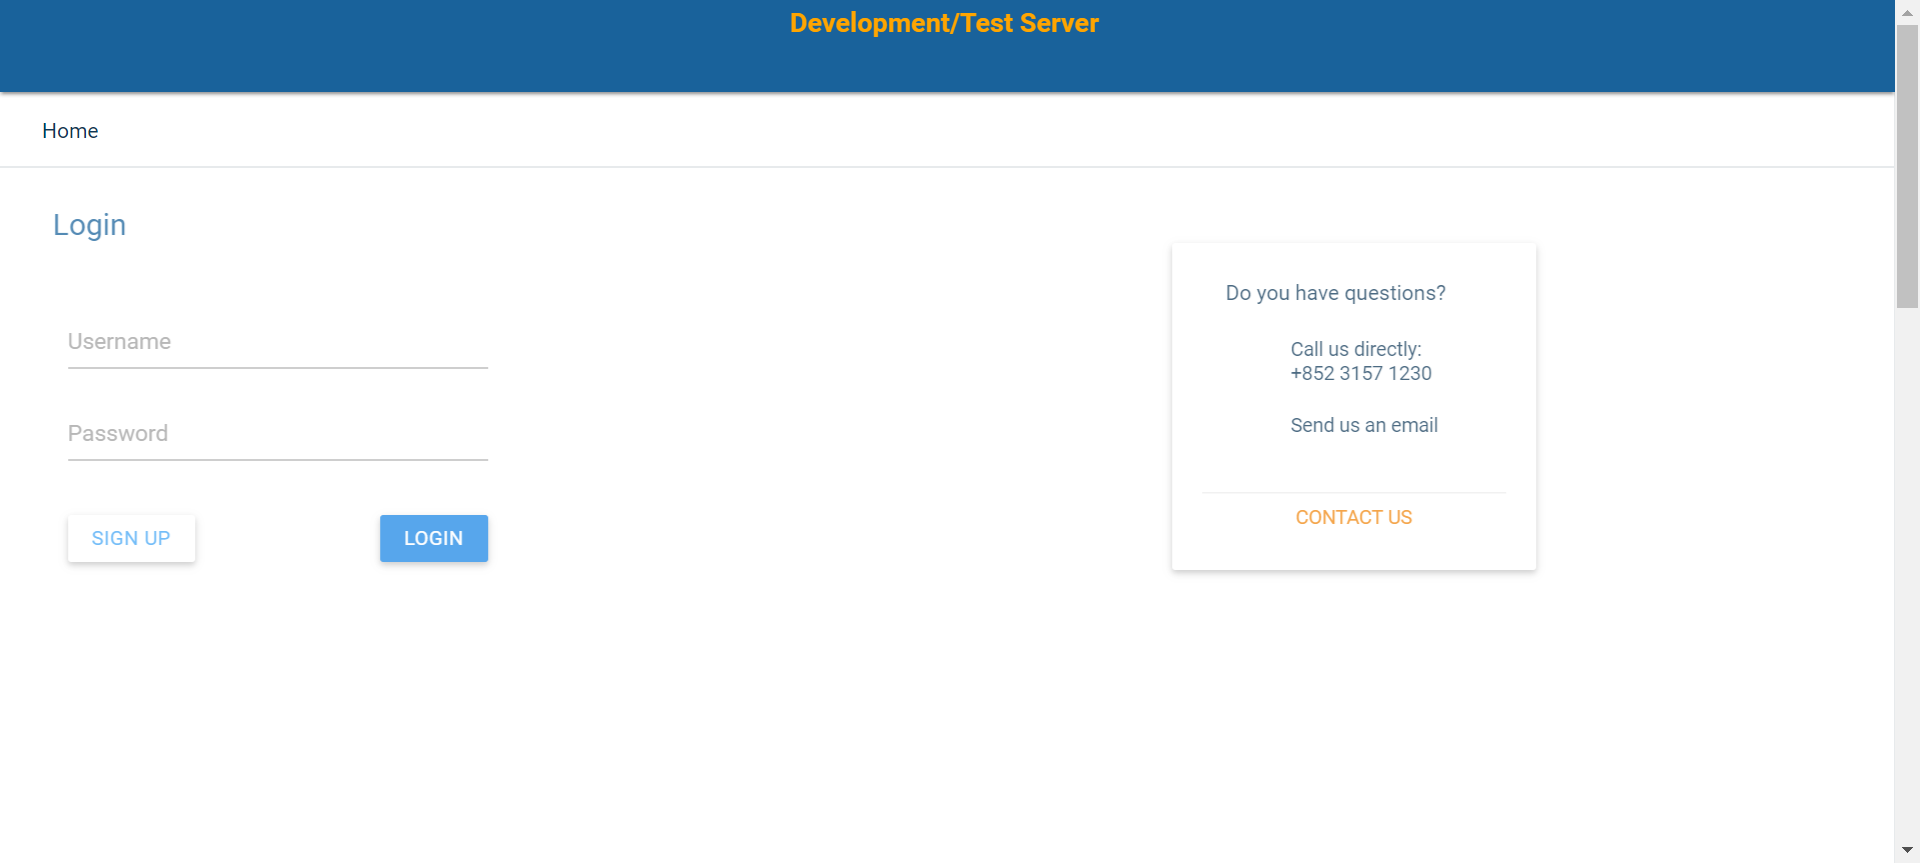 Development/Test Server
Home
Login
Username
Password
SIGN UP
LOGIN
Do you have questions?
Call us directly:
+852 3157 1230
Send us an email
CONTACT US